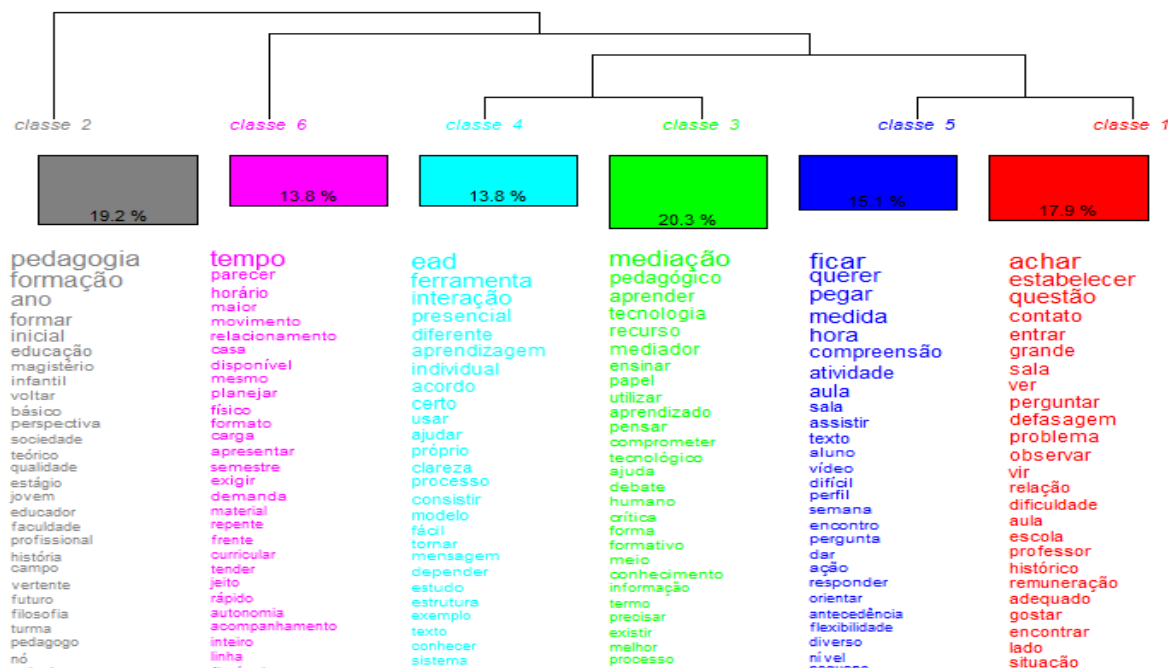 classe 2
classe 6
classe 4
classe 3
classe 5
classe 1
19.2 %
13.8 %
13.8 %
20.3 %
15.1 %
17.9 %
pedagogia
formação
ano
formar
inicial
educação
magistério
infantil
voltar
básico
perspectiva
sociedade
teórico
qualidade
estágio
jovem
educador
faculdade
profissional
história
campo
vertente
futuro
filosofia
turma
pedagogo
nó
tempo
parecer
horário
maior
movimento
relacionamento
casa
disponível
mesmo
planejar
físico
formato
carga
apresentar
semestre
exigir
demanda
material
repente
frente
curricular
tender
jeito
rápido
autonomia
acompanhamento
inteiro
linha
ead
ferramenta
interação
presencial
diferente
aprendizagem
individual
acordo
certo
usar
ajudar
próprio
clareza
processo
consistir
modelo
fácil
tornar
mensagem
depender
estudo
estrutura
exemplo
texto
conhecer
sistema
mediação
pedagógico
aprender
tecnologia
recurso
mediador
ensinar
papel
utilizar
aprendizado
pensar
comprometer
tecnológico
ajuda
debate
humano
crítica
forma
formativo
meio
conhecimento
informação
termo
precisar
existir
melhor
processo
ficar
querer
pegar
medida
hora
compreensão
atividade
aula
sala
assistir
texto
aluno
vídeo
difícil
perfil
semana
encontro
pergunta
dar
ação
responder
orientar
antecedência
flexibilidade
diverso
nível
achar
estabelecer
questão
contato
entrar
grande
sala
ver
perguntar
defasagem
problema
observar
vir
relação
dificuldade
aula
escola
professor
histórico
remuneração
adequado
gostar
encontrar
lado
situação